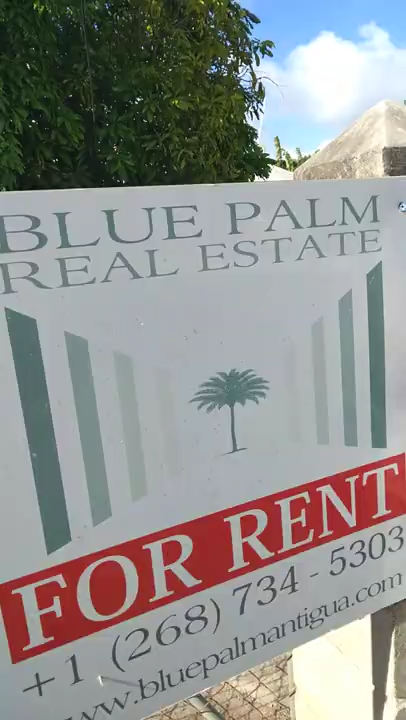 BLUE PALM
REAL ESTATE
FOR RENT
+1 (268) 734 - 5303
www.bluepalmantigua.com